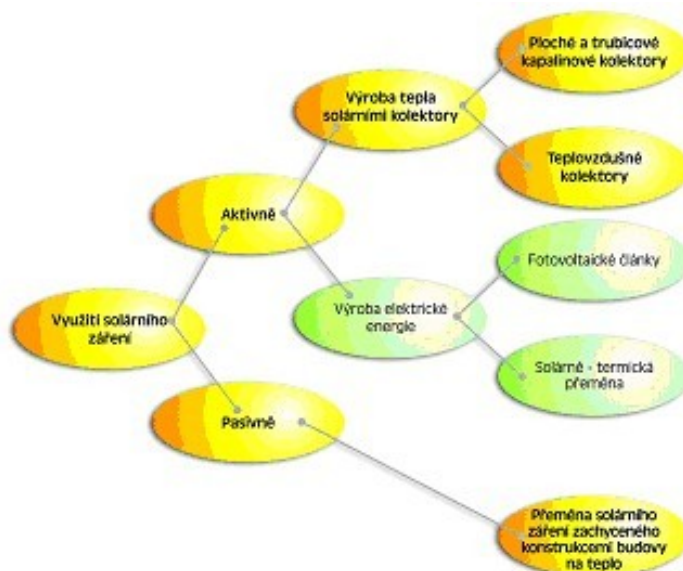 Ploché a trubicové
kapalinové kolektory
Výroba tepla
solárními kolektory
Teplovzdušné
kolektory
Aktivně
Fotovoltaické články
Výroba elektrické
energie
Využití solárního
záření
Solárně - termická
přeměna
Pasivně
Přeměna solárního
záření zachyceného
konstrukcemi budovy
na teplo